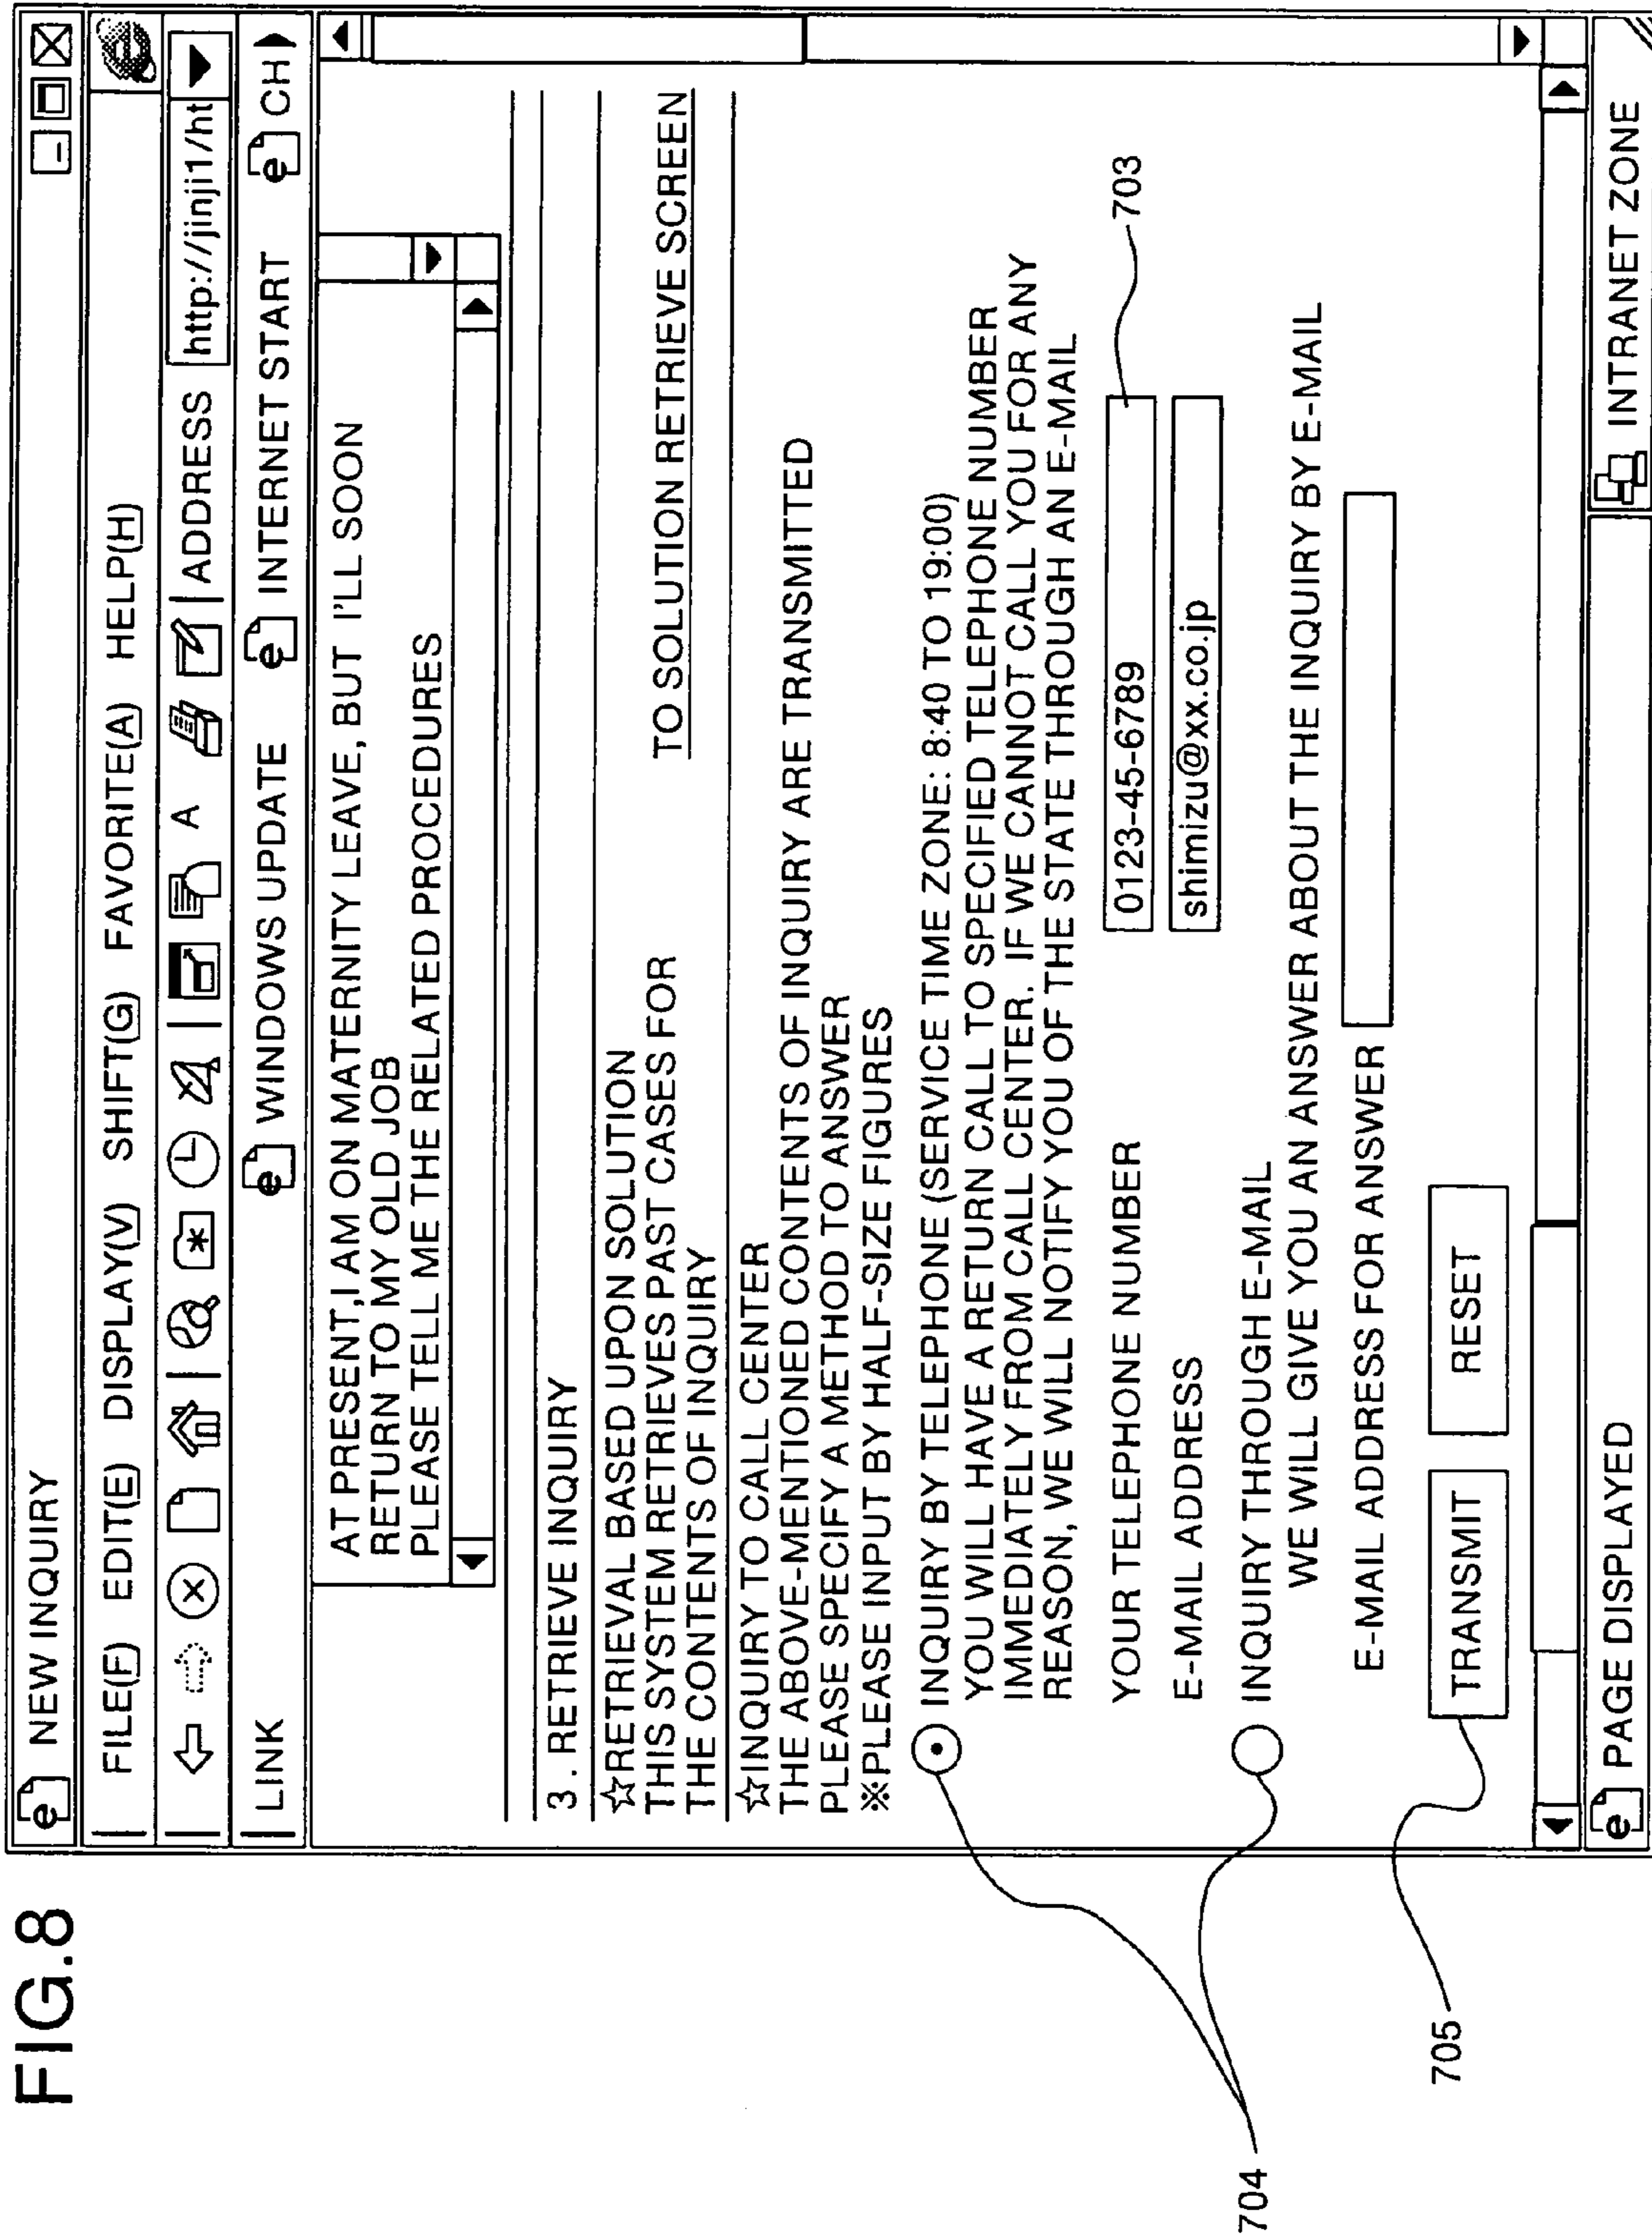 FIG.8
NEW INQUIRY
FILE(F) EDIT(E) DISPLAY(V) SHIFT(G) FAVORITE(A) HELP(H)
A ADDRESS http://jinji1/ht
LINK WINDOWS UPDATE INTERNET START CH
AT PRESENT,I AM ON MATERNITY LEAVE, BUT I'LL SOON
RETURN TO MY OLD JOB
PLEASE TELL ME THE RELATED PROCEDURES
3. RETRIEVE INQUIRY
☆RETRIEVAL BASED UPON SOLUTION
THIS SYSTEM RETRIEVES PAST CASES FOR
THE CONTENTS OF INQUIRY TO SOLUTION RETRIEVE SCREEN
☆INQUIRY TO CALL CENTER
THE ABOVE-MENTIONED CONTENTS OF INQUIRY ARE TRANSMITTED
PLEASE SPECIFY A METHOD TO ANSWER
※PLEASE INPUT BY HALF-SIZE FIGURES
INQUIRY BY TELEPHONE (SERVICE TIME ZONE: 8:40 TO 19:00)
YOU WILL HAVE A RETURN CALL TO SPECIFIED TELEPHONE NUMBER
IMMEDIATELY FROM CALL CENTER. IF WE CANNOT CALL YOU FOR ANY
REASON, WE WILL NOTIFY YOU OF THE STATE THROUGH AN E-MAIL
YOUR TELEPHONE NUMBER 0123-45-6789 703
E-MAIL ADDRESS shimizu@xx.co.jp
704 INQUIRY THROUGH E-MAIL
WE WILL GIVE YOU AN ANSWER ABOUT THE INQUIRY BY E-MAIL
E-MAIL ADDRESS FOR ANSWER
705 TRANSMIT RESET
PAGE DISPLAYED INTRANET ZONE